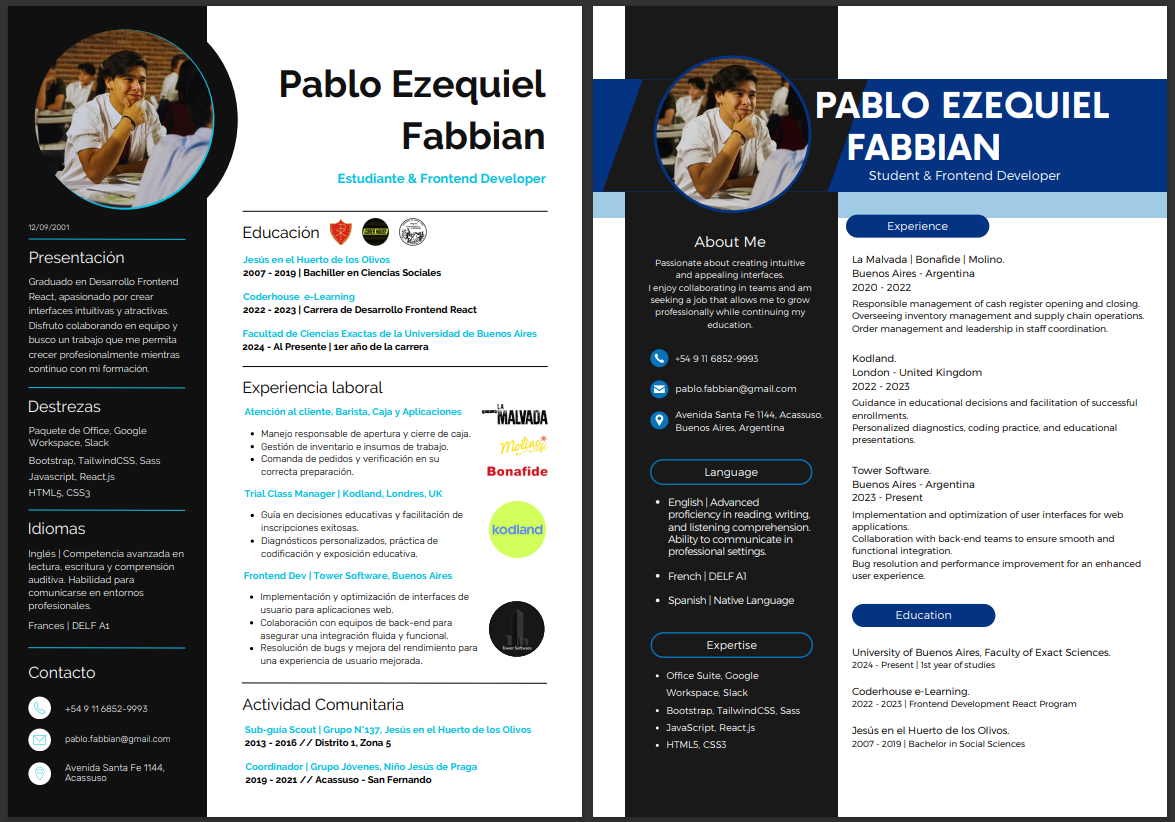 Pablo Ezequiel
Fabbian
Estudiante & Frontend Developer
12/09/2001
Presentación
Graduado en Desarrollo Frontend
React, apasionado por crear
interfaces intuitivas y atractivas.
Disfruto colaborando en equipo y
busco un trabajo que me permita
crecer profesionalmente mientras
continuo con mi formación.
Destrezas
Paquete de Office, Google
Workspace, Slack
Bootstrap, TailwindCSS, Sass
Javascript, React.js
HTML5, CSS3
Idiomas
Inglés | Competencia avanzada en
lectura, escritura y comprensión
auditiva. Habilidad para
comunicarse en entornos
profesionales.
Frances | DELF A1
Contacto
+54 9 11 6852-9993
pablo.fabbian@gmail.com
Avenida Santa Fe 1144,
Acassuso
Educación
CODER HOUSE
Jesús en el Huerto de los Olivos
2007 - 2019 | Bachiller en Ciencias Sociales
Coderhouse e-Learning
2022 - 2023 | Carrera de Desarrollo Frontend React
Facultad de Ciencias Exactas de la Universidad de Buenos Aires
2024 - Al Presente | 1er año de la carrera
Experiencia laboral
Atención al cliente, Barista, Caja y Aplicaciones
LA
MALVADA
Manejo responsable de apertura y cierre de caja.
Gestión de inventario e insumos de trabajo.
Comanda de pedidos y verificación en su
correcta preparación.
Molino
Bonafide
Trial Class Manager | Kodland, Londres, UK
Guía en decisiones educativas y facilitación de
inscripciones exitosas.
Diagnósticos personalizados, práctica de
codificación y exposición educativa.
kodland
Frontend Dev | Tower Software, Buenos Aires
Implementación y optimización de interfaces de
usuario para aplicaciones web.
Colaboración con equipos de back-end para
asegurar una integración fluida y funcional.
Resolución de bugs y mejora del rendimiento para
una experiencia de usuario mejorada.
Tower Software
Actividad Comunitaria
Sub-guía Scout | Grupo N°137, Jesús en el Huerto de los Olivos
2013 - 2016 // Distrito 1, Zona 5
Coordinador | Grupo Jóvenes, Niño Jesús de Praga
2019 - 2021 // Acassuso - San Fernando
PABLO EZEQUIEL
FABBIAN
Student & Frontend Developer
About Me
Passionate about creating intuitive
and appealing interfaces.
I enjoy collaborating in teams and am
seeking a job that allows me to grow
professionally while continuing my
education.
+54 9 11 6852-9993
pablo.fabbian@gmail.com
Avenida Santa Fe 1144, Acassuso,
Buenos Aires, Argentina
Language
English | Advanced
proficiency in reading, writing,
and listening comprehension.
Ability to communicate in
professional settings.
French | DELF A1
Spanish | Native Language
Expertise
Office Suite, Google
Workspace, Slack
Bootstrap, TailwindCSS, Sass
JavaScript, React.js
HTML5, CSS3
Experience
La Malvada | Bonafide | Molino.
Buenos Aires - Argentina
2020 - 2022
Responsible management of cash register opening and closing.
Overseeing inventory management and supply chain operations.
Order management and leadership in staff coordination.
Kodland.
London - United Kingdom
2022 - 2023
Guidance in educational decisions and facilitation of successful
enrollments.
Personalized diagnostics, coding practice, and educational
presentations.
Tower Software.
Buenos Aires - Argentina
2023 - Present
Implementation and optimization of user interfaces for web
applications.
Collaboration with back-end teams to ensure smooth and
functional integration.
Bug resolution and performance improvement for an enhanced
user experience.
Education
University of Buenos Aires, Faculty of Exact Sciences.
2024 - Present | 1st year of studies
Coderhouse e-Learning.
2022 - 2023 | Frontend Development React Program
Jesús en el Huerto de los Olivos.
2007 - 2019 | Bachelor in Social Sciences